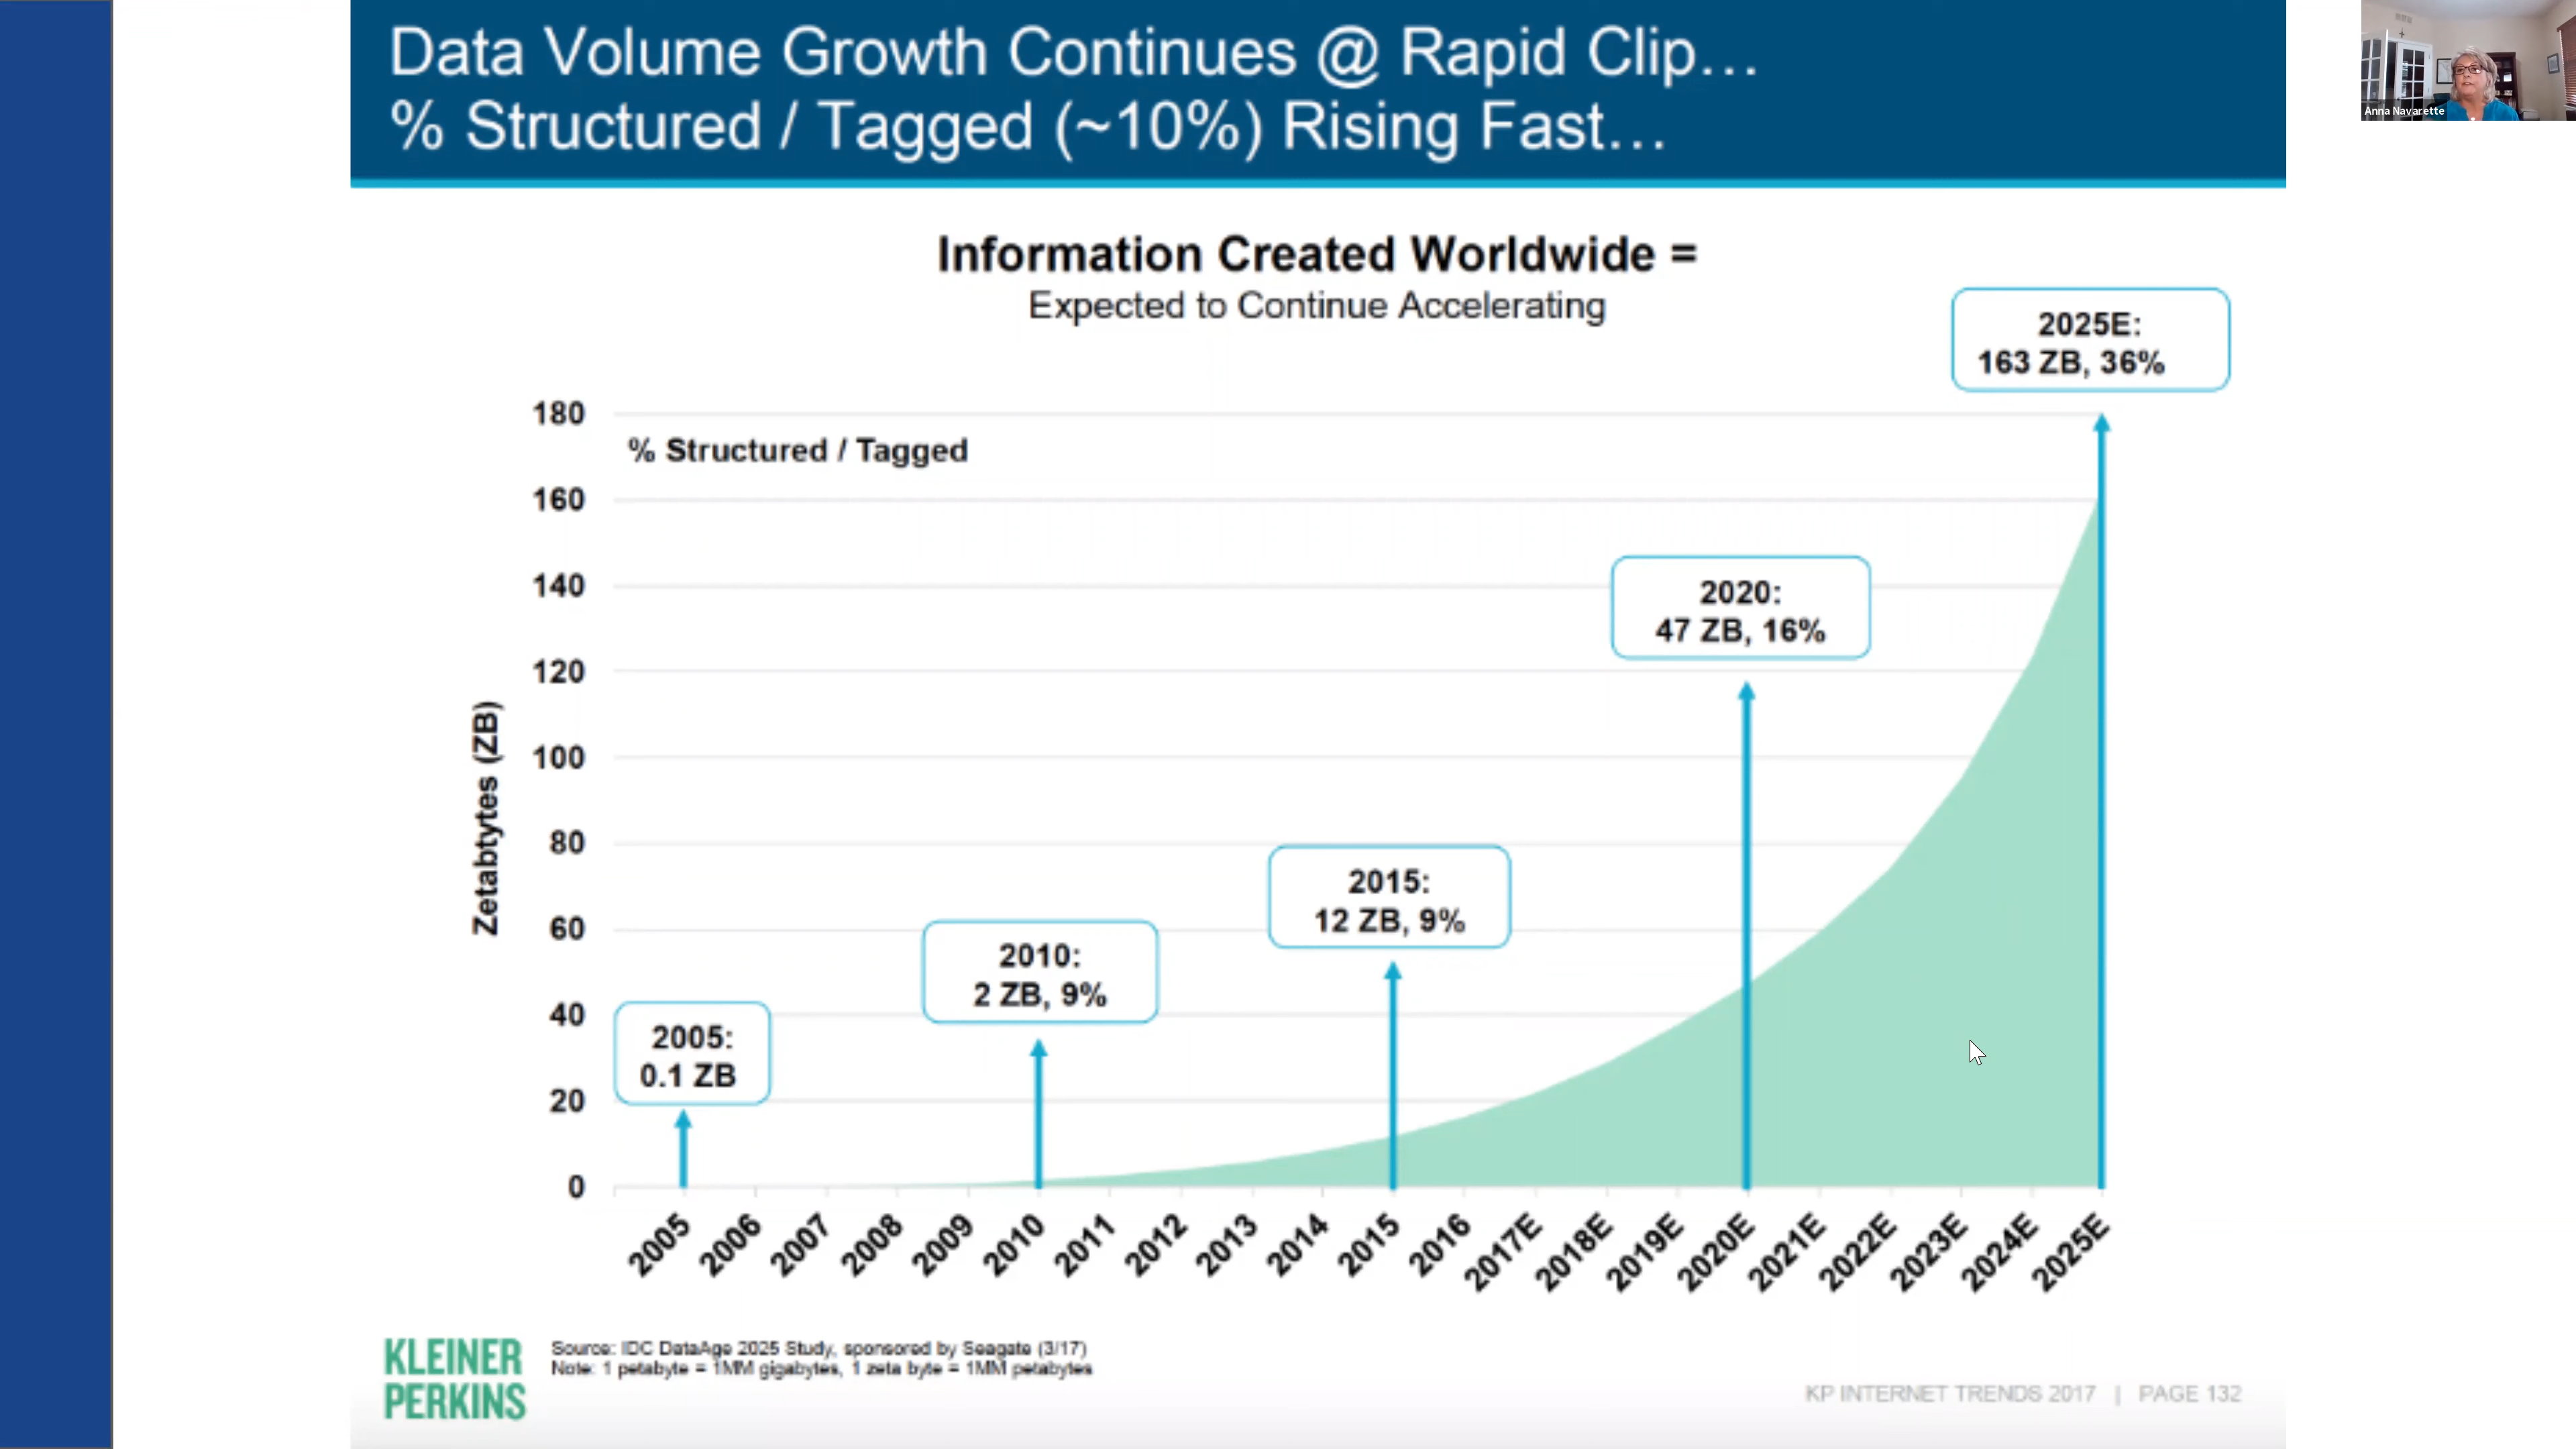 Data Volume Growth Continues @ Rapid Clip…
% Structured / Tagged (~10%) Rising Fast…
Anna Navarette
Information Created Worldwide =
Expected to Continue Accelerating
2025E:
163 ZB, 36%
% Structured / Tagged
2020:
47 ZB, 16%
2015:
12 ZB, 9%
2010:
2 ZB, 9%
2005:
0.1 ZB
Zetabtytes (ZB)
180
160
140
120
100
80
60
40
20
0
2005
2006
2007
2008
2009
2010
2011
2012
2013
2014
2015
2016
2017E
2018E
2019E
2020E
2021E
2022E
2023E
2024E
2025E
KLEINER
PERKINS
Source: IDC DataAge 2025 Study, sponsored by Seagate (3/17)
Note: 1 petabyte = 1MM gigabytes, 1 zeta byte = 1MM petabytes
KP INTERNET TRENDS 2017 | PAGE 132